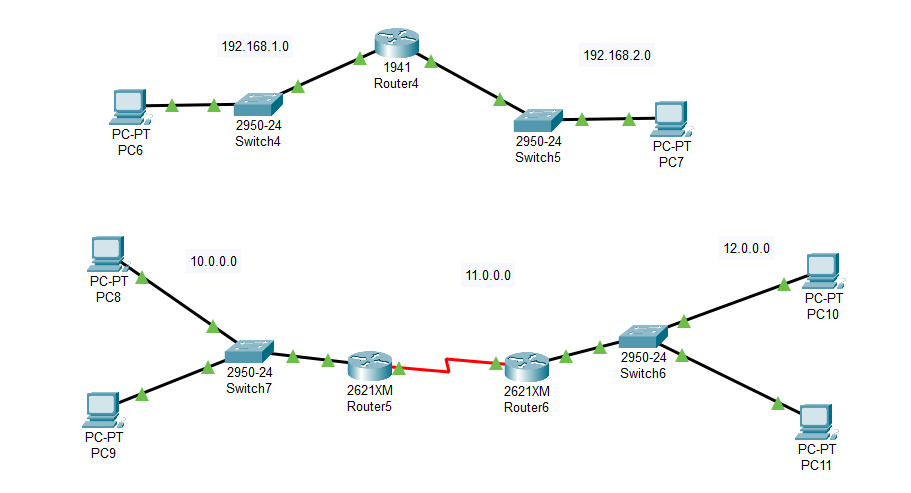 192.168.1.0
1941
Router4
192.168.2.0
PC-PT
PC6
2950-24
Switch4
2950-24
Switch5
PC-PT
PC7
10.0.0.0
11.0.0.0
12.0.0.0
PC-PT
PC8
PC-PT
PC10
2950-24
Switch7
2621XM
Router5
2621XM
Router6
2950-24
Switch6
PC-PT
PC9
PC-PT
PC11